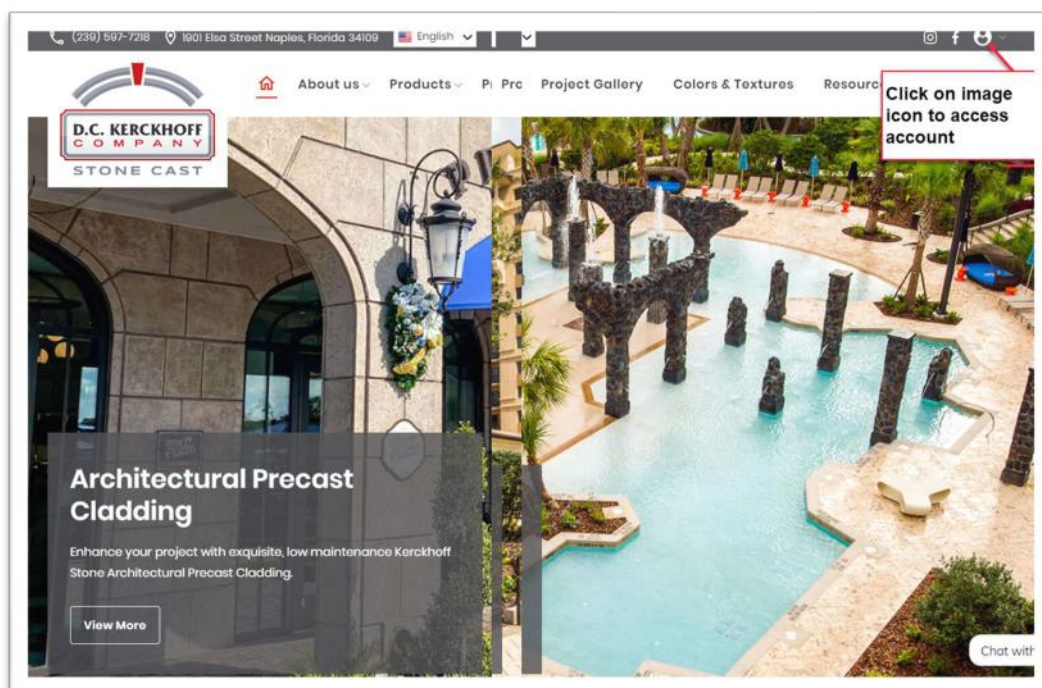 (239) 597-7218 1901 Elsa Street Naples, Florida 34109 English
D.C. KERCKHOFF
COMPANY
STONE CAST
About us Products P Pro Project Gallery Colors & Textures Resourc
Click on image
icon to access
account
Architectural Precast
Cladding
Enhance your project with exquisite, low maintenance Kerckhoff
Stone Architectural Precast Cladding.
View More
Chat with